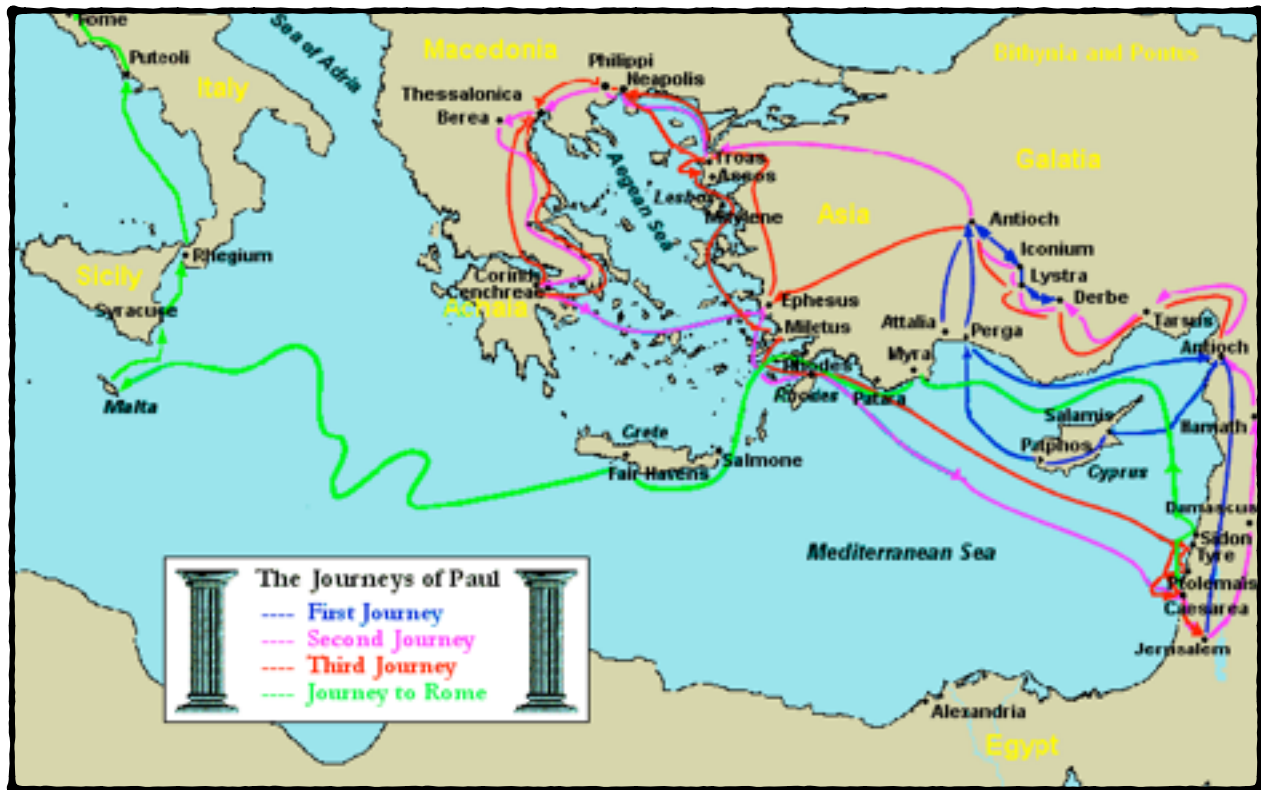 Rome
Puteoli
Italy
Sea of Adria
Macedonia
Philippi
Neapolis
Thessalonica
Berea
Bithynia and Pontes
Galatia
Aegean Sea
Troas
Assos
Lesbos
Mitylene
Asia
Antioch
Iconium
Lystra
Derbe
Rhegium
Sicily
Syracuse
Corinth
Cenchreae
Achaia
Ephesus
Miletus
Attalia
Perga
Tarsus
Antioch
Myra
Rhodes
Rhodes
Patara
Malta
Salamis
Patphos
Cyprus
Hamath
Crete
Salmone
Fair Havens
Damascus
Sidon
Tyre
Mediterranean Sea
Ptolemais
Caesarea
Jerusalem
The Journeys of Paul
---- First Journey
---- Second Journey
---- Third Journey
---- Journey to Rome
Alexandria
Egypt